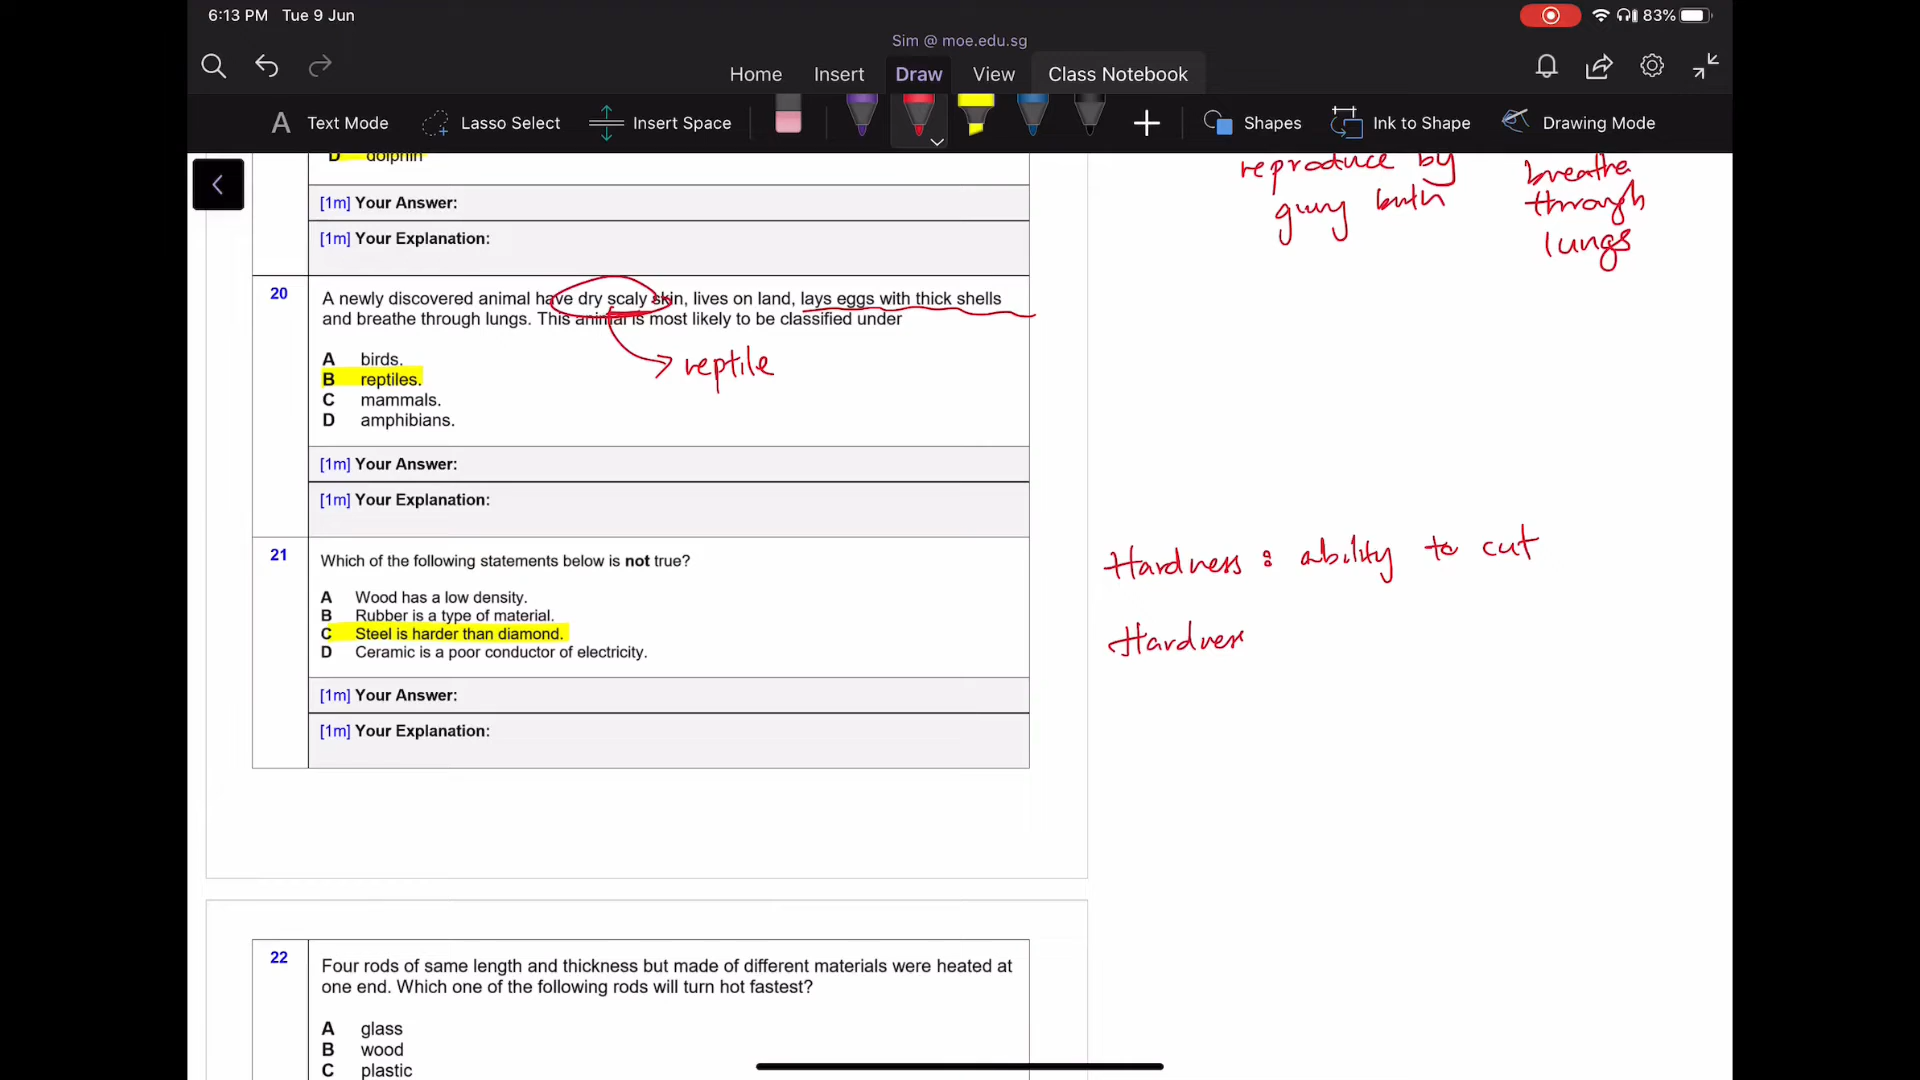 6:13 PM Tue 9 Jun
83%
Sim @ moe.edu.sg
Home Insert Draw View Class Notebook
A Text Mode Lasso Select Insert Space Shapes Ink to Shape Drawing Mode
D dolphin
reproduce by
giving birth
breathe
through
lungs
[1m] Your Answer:
[1m] Your Explanation:
20
A newly discovered animal have dry scaly skin, lives on land, lays eggs with thick shells
and breathe through lungs. This animal is most likely to be classified under
A birds.
B reptiles.
C mammals.
D amphibians.
reptile
[1m] Your Answer:
[1m] Your Explanation:
21
Which of the following statements below is not true?
A Wood has a low density.
B Rubber is a type of material.
C Steel is harder than diamond.
D Ceramic is a poor conductor of electricity.
Hardness : ability to cut
Hardness
[1m] Your Answer:
[1m] Your Explanation:
22
Four rods of same length and thickness but made of different materials were heated at
one end. Which one of the following rods will turn hot fastest?
A glass
B wood
C plastic